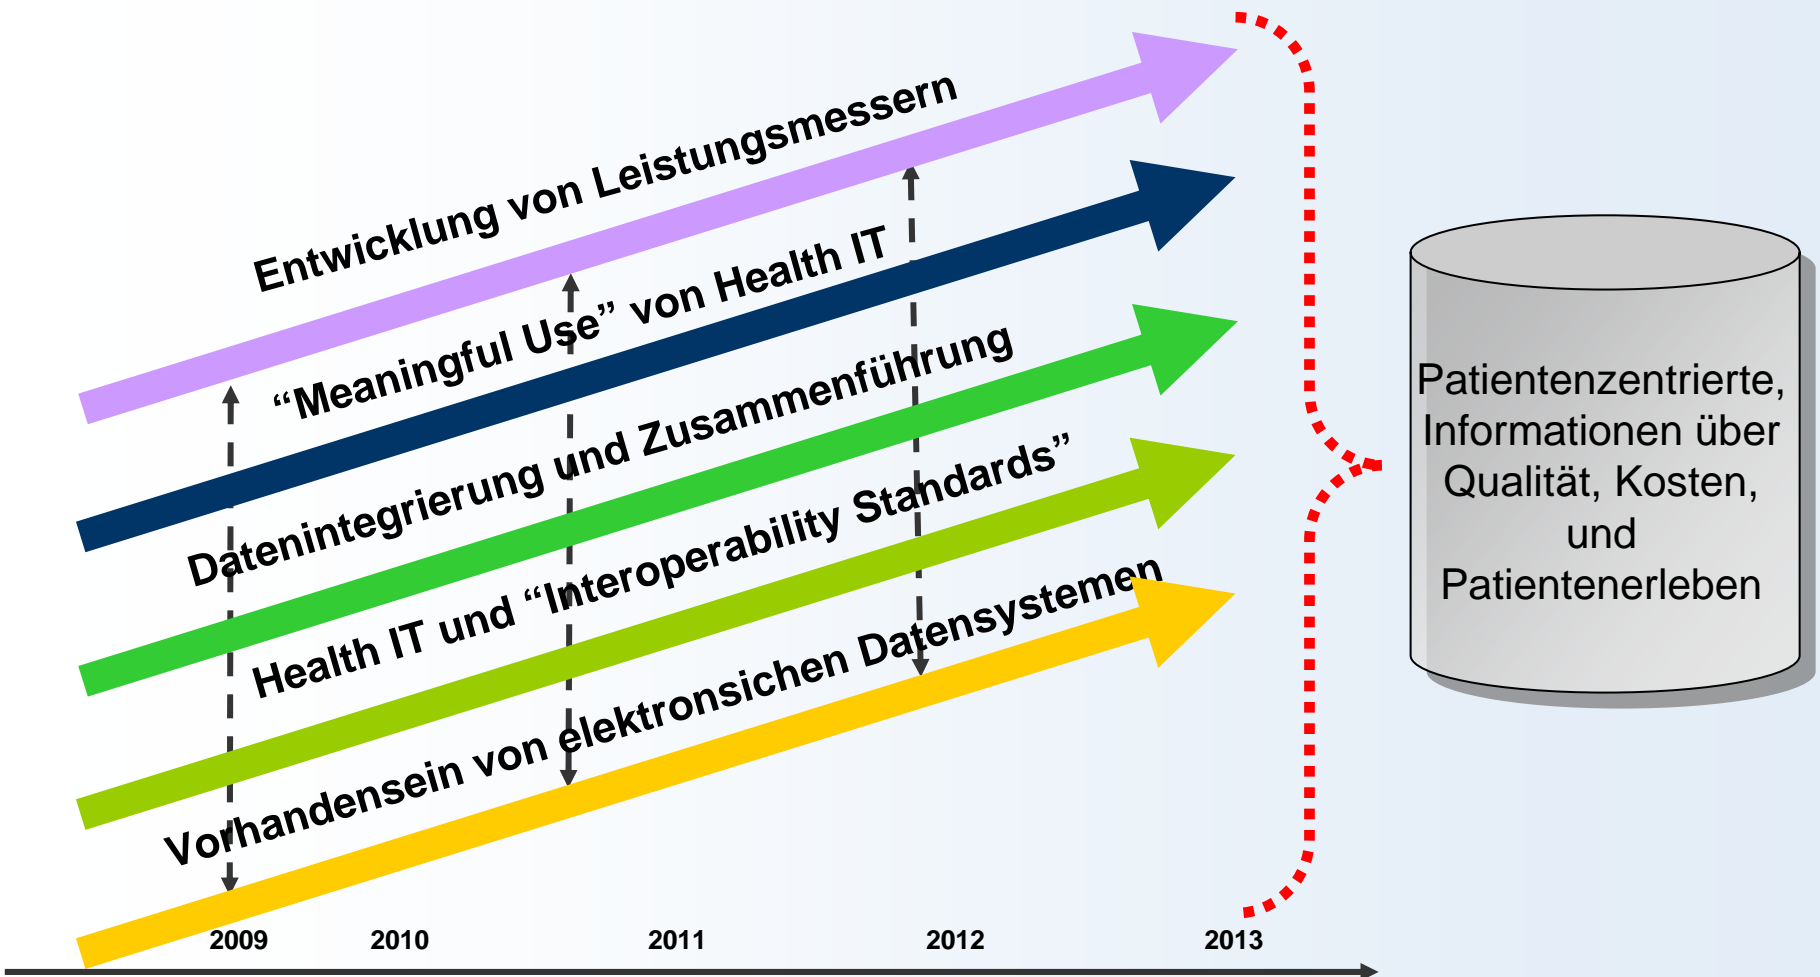 Entwicklung von Leistungsmessern
“Meaningful Use” von Health IT
Datenintegrierung und Zusammenführung
Health IT und “Interoperability Standards”
Vorhandensein von elektronsichen Datensystemen
Patientenzentrierte,
Informationen über
Qualität, Kosten,
und
Patientenerleben
2009 2010 2011 2012 2013